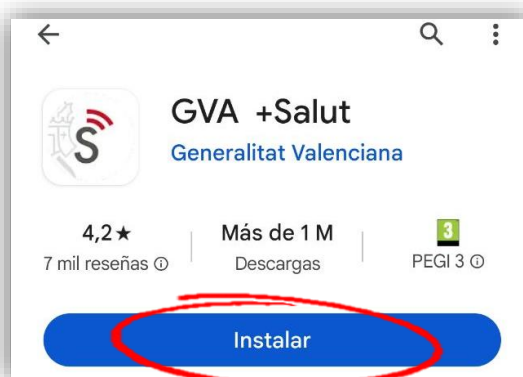 GVA +Salut
Generalitat Valenciana
S
4,2★
Más de 1 M
3
7 mil reseñas
Descargas
PEGI 3
Instalar